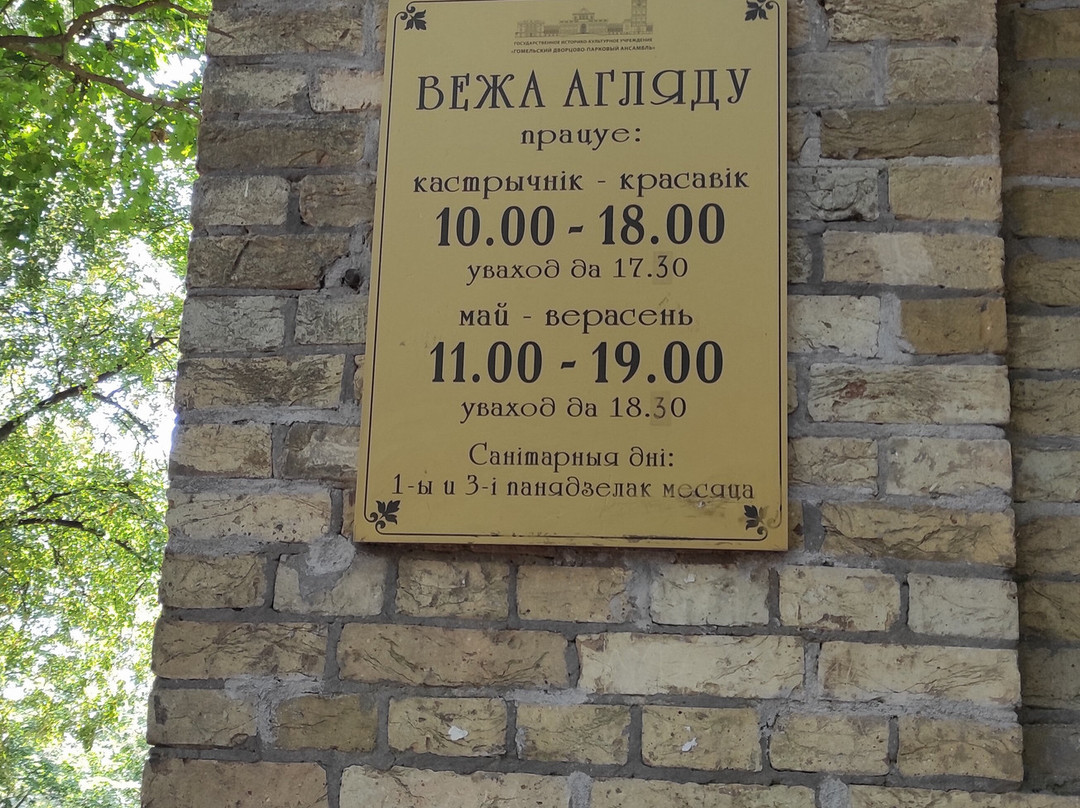 ГОСУДАРСТВЕННОЕ ИСТОРИКО-КУЛЬТУРНОЕ УЧРЕЖДЕНИЕ
«ГОМЕЛЬСКИЙ ДВОРЦОВО-ПАРКОВЫЙ АНСАМБЛЬ»
ВЕЖА АГЛЯДУ
працуе:
кастрычнік - красавік
10.00 - 18.00
уваход да 17.30
май - верасень
11.00 - 19.00
уваход да 18.30
Санітарныя дні:
1-ы и 3-і панядзелак месяца